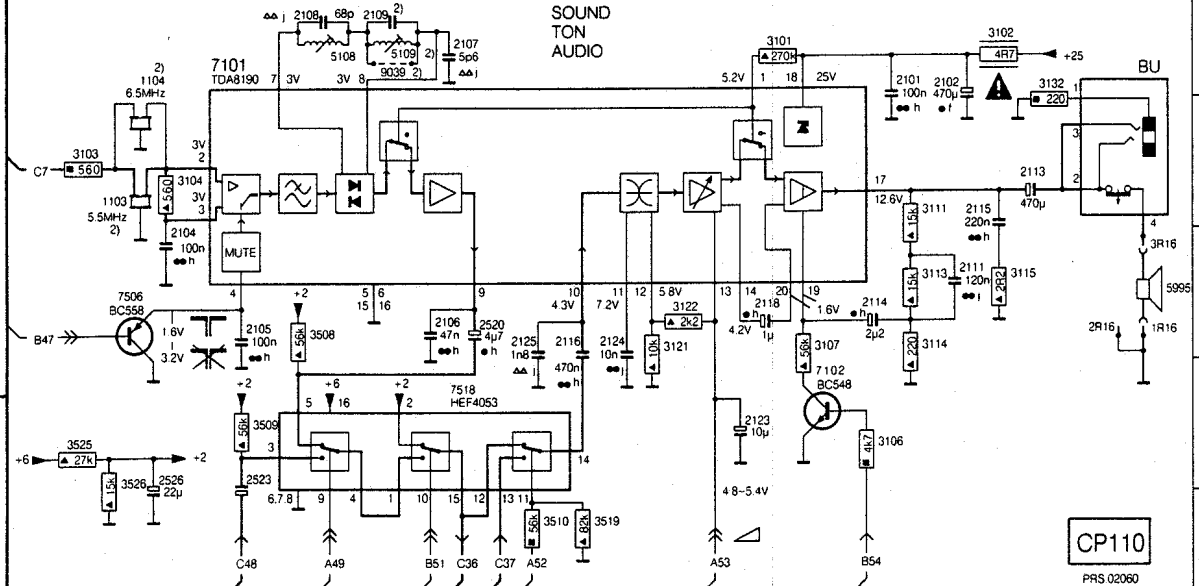 SOUND
TON
AUDIO
2108 68p 2109 2)
△△ j
5108 5109 2)
9039 2)
2107
5p6
△△ j
7101
TDA8190
7 3V 3V 8
5.2V 1 18 25V
3101
▲ 270k
3102
4R7
+25
2101
100n
●● h
2102
470µ
● f
3132
■ 220
BU
1
3
2
4
2)
1104
6.5MHz
C7
3103
■ 560
3104
560
1103
5.5MHz
2)
3V
2
3V
3
2104
100n
●● h
MUTE
17
12.6V
3111
15k
2115
220n
●● h
2113
470µ
3113
15k
2111
120n
●● j
3115
2R2
3114
220
3R16
5995
2R16 1R16
4
5 6
15 16
9
10
4.3V
11
7.2V
12
5.8V
13 14
4.2V
20 19
1.6V
7506
BC558
1.6V
3.2V
B47
2105
100n
●● h
+2
3508
56k
2106
47n
●● h
2520
4µ7
● h
2125
1n8
△△ j
2116
470n
●● h
2124
10n
●● j
3122
▲ 2k2
3121
10k
2118
● h
1µ
2114
● h
2µ2
3107
56k
7102
BC548
3106
4k7
7518
HEF4053
+2
3509
56k
+6
+2
5 16 2
3
14
6.7.8 9 4 1 10 15 12 13 11
+6
3525
▲ 27k
+2
3526
15k
2526
22µ
2523
3510
56k
3519
82k
2123
10µ
4 8-5.4V
C48 A49 B51 C36 C37 A52 A53 B54
CP110
PRS.02060